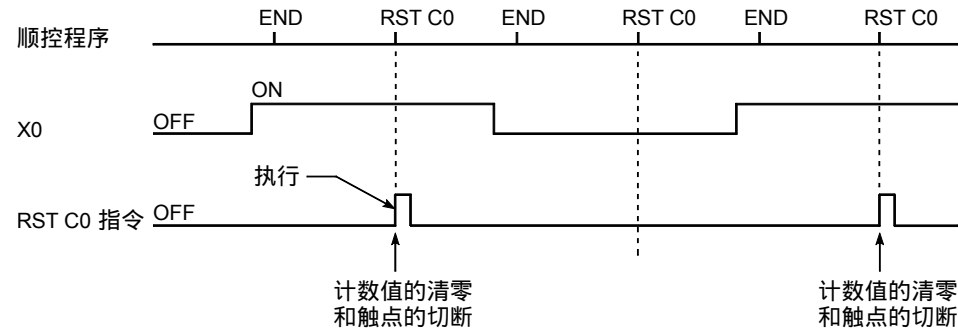 END RST C0 END RST C0 END RST C0
顺控程序
ON
X0 OFF
执行
RST C0 指令 OFF
计数值的清零 计数值的清零
和触点的切断 和触点的切断